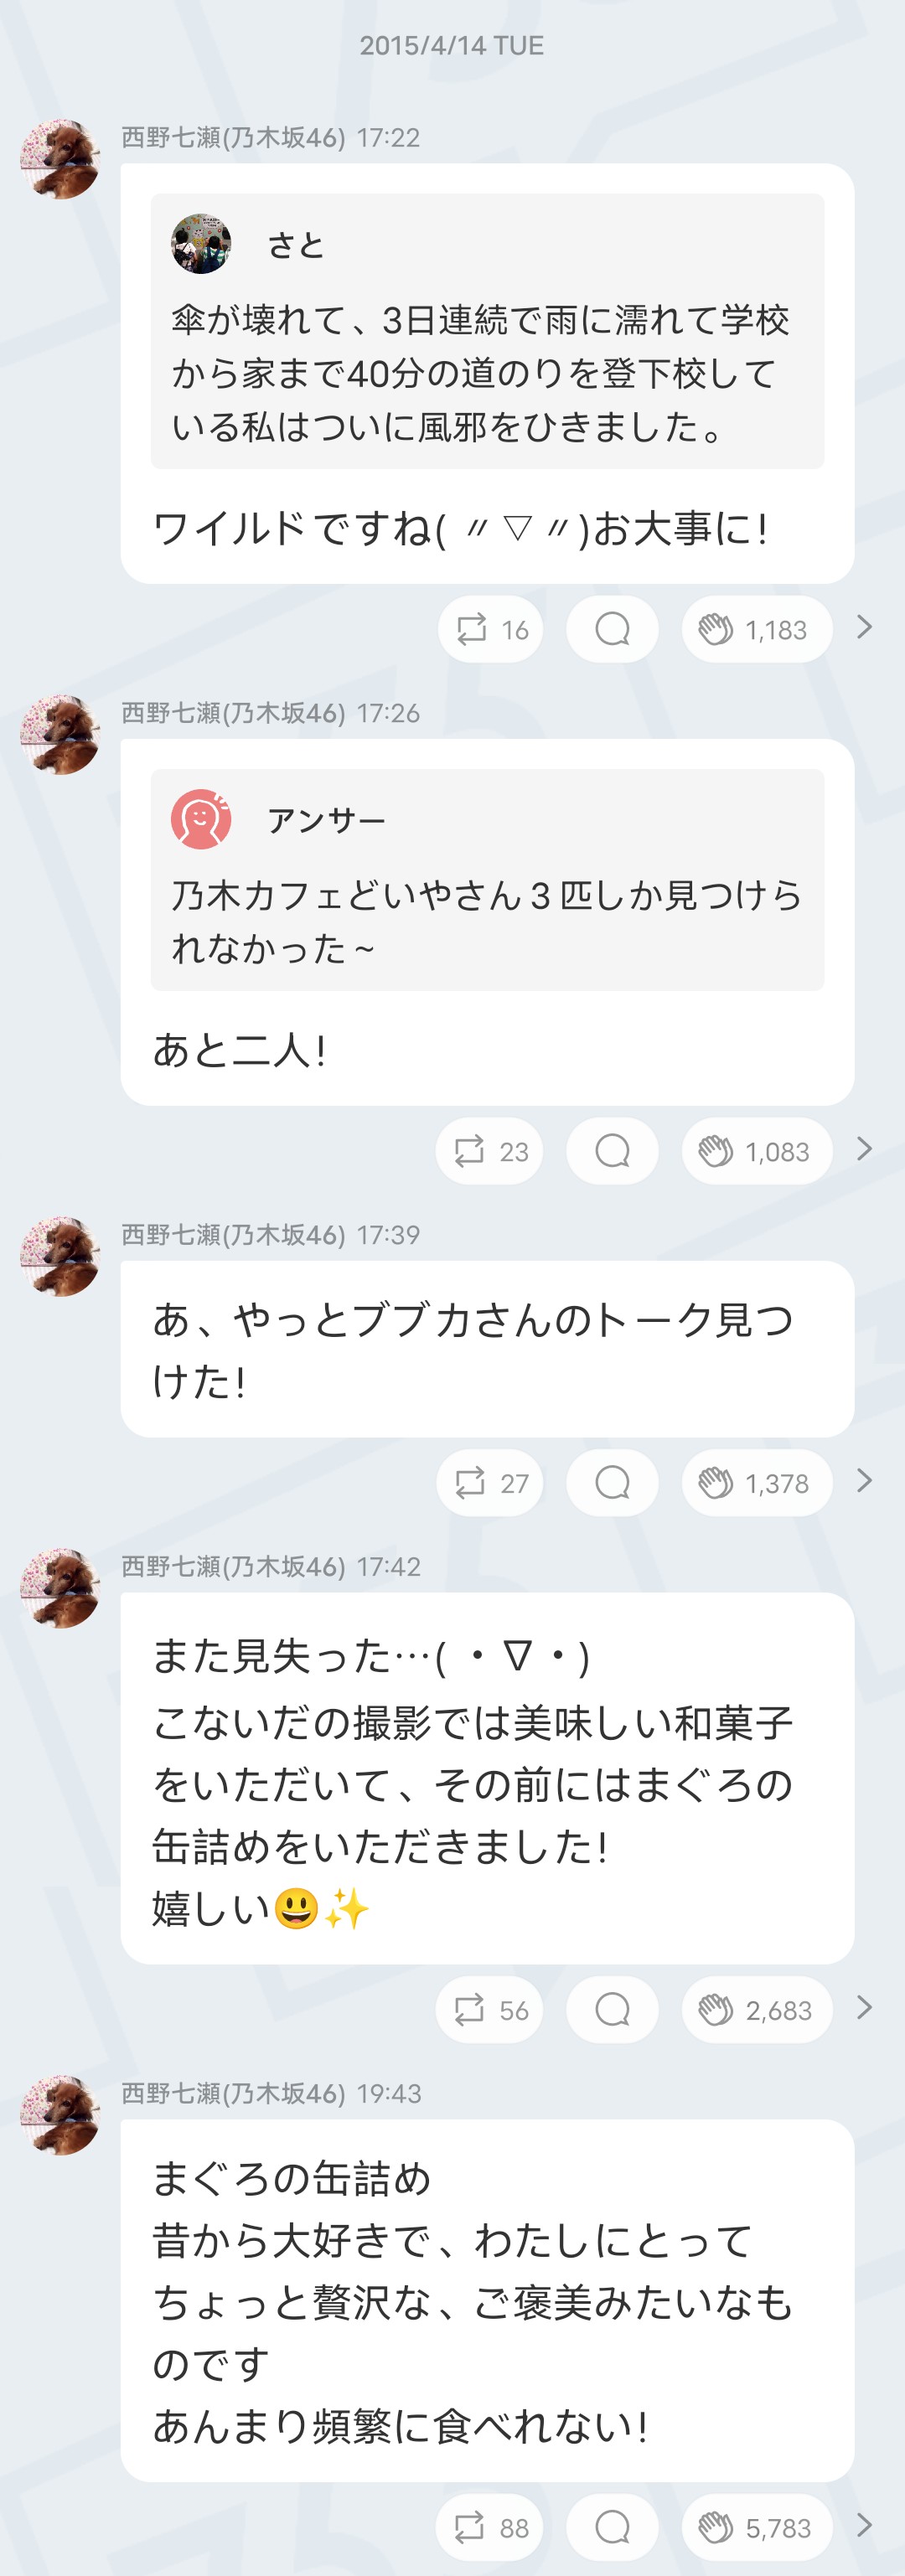 2015/4/14 TUE
西野七瀬(乃木坂46) 17:22
さと
傘が壊れて、3日連続で雨に濡れて学校
から家まで40分の道のりを登下校して
いる私はついに風邪をひきました。
ワイルドですね(〃▽〃)お大事に!
16
1,183
西野七瀬(乃木坂46) 17:26
アンサー
乃木カフェどいやさん３匹しか見つけら
れなかった~
あと二人!
23
1,083
西野七瀬(乃木坂46) 17:39
あ、やっとブブカさんのトーク見つ
けた!
27
1,378
西野七瀬(乃木坂46) 17:42
また見失った…(・∇・)
こないだの撮影では美味しい和菓子
をいただいて、その前にはまぐろの
缶詰めをいただきました!
嬉しい😃✨
56
2,683
西野七瀬(乃木坂46) 19:43
まぐろの缶詰め
昔から大好きで、わたしにとって
ちょっと贅沢な、ご褒美みたいなも
のです
あんまり頻繁に食べれない!
88
5,783